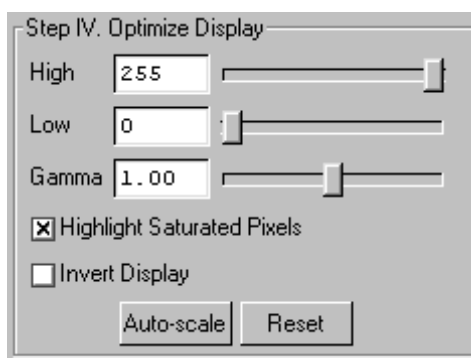 Step IV. Optimize Display
High 255
Low 0
Gamma 1.00
Highlight Saturated Pixels
Invert Display
Auto-scale Reset